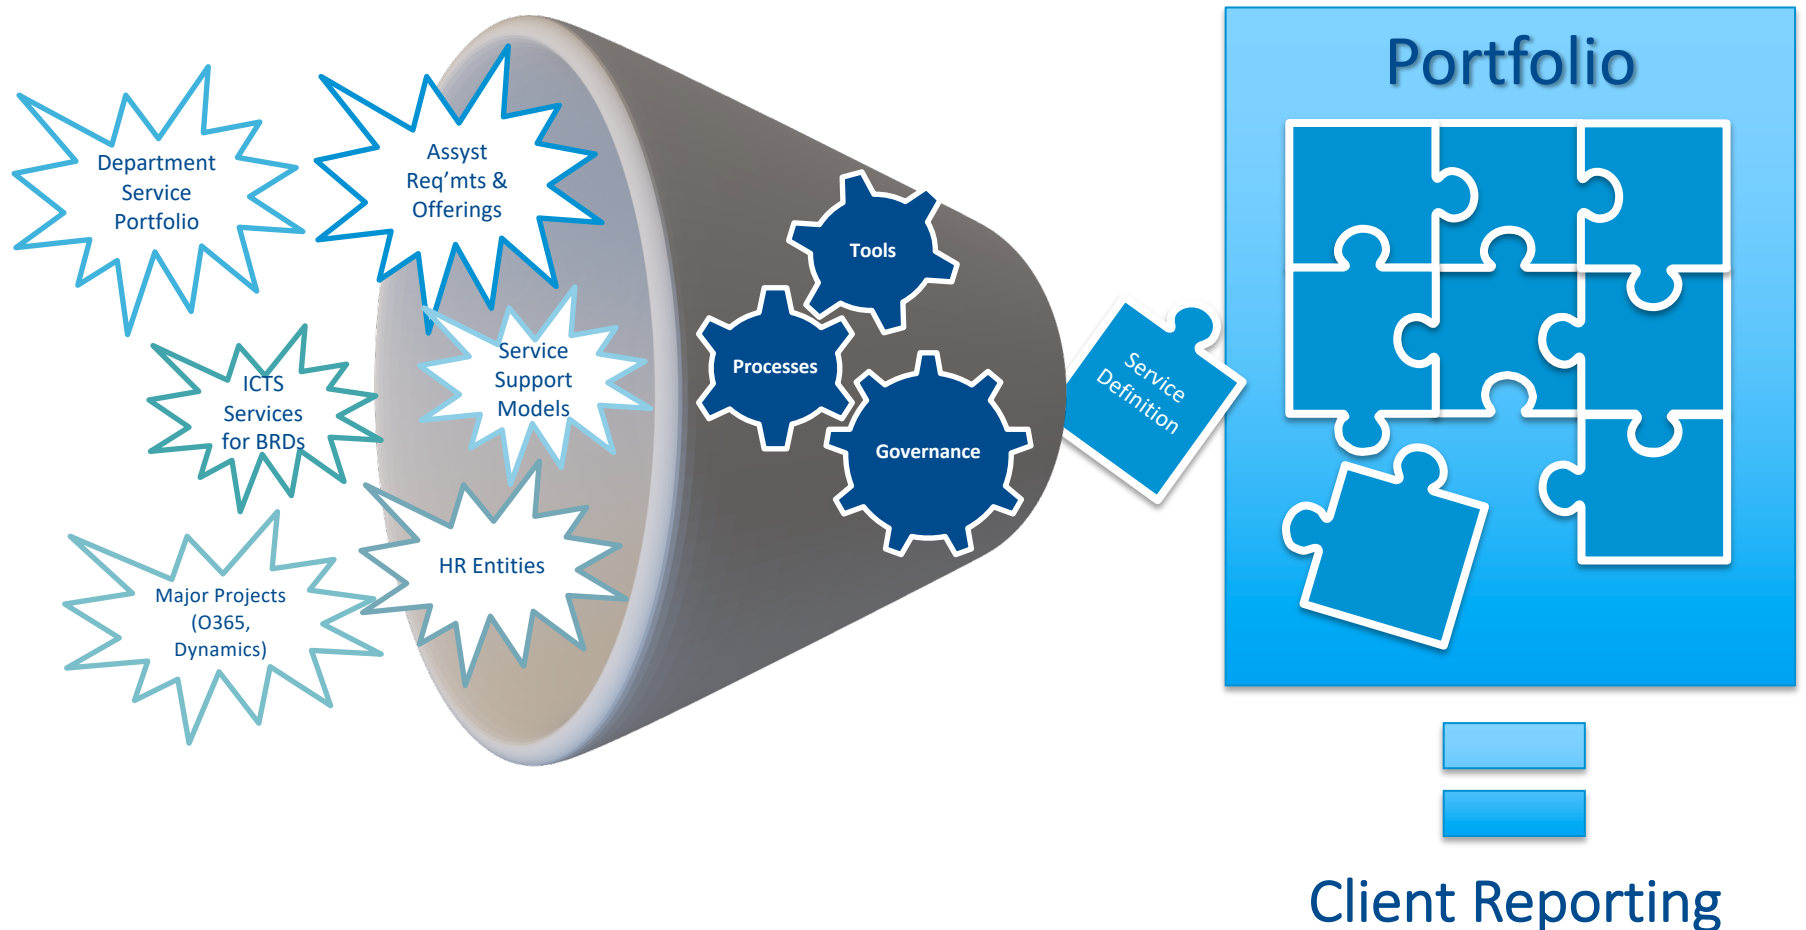 Portfolio
Department
Service
Portfolio
Assyst
Req’mts &
Offerings
ICTS
Services
for BRDs
Service
Support
Models
Major Projects
(O365,
Dynamics)
HR Entities
Tools
Processes
Governance
Service
Definition
Client Reporting